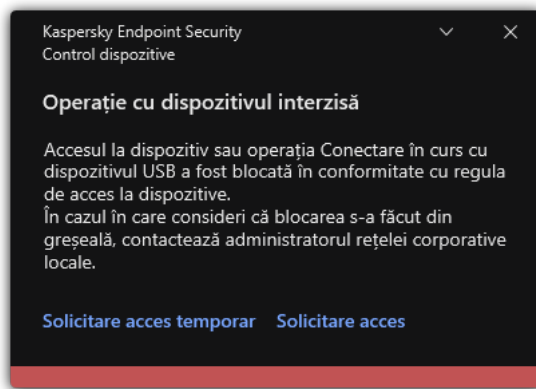 Kaspersky Endpoint Security
Control dispozitive
Operație cu dispozitivul interzisă
Accesul la dispozitiv sau operația Conectare în curs cu
dispozitivul USB a fost blocată în conformitate cu regula
de acces la dispozitive.
În cazul în care consideri că blocarea s-a făcut din
greșeală, contactează administratorul rețelei corporative
locale.
Solicitare acces temporar Solicitare acces